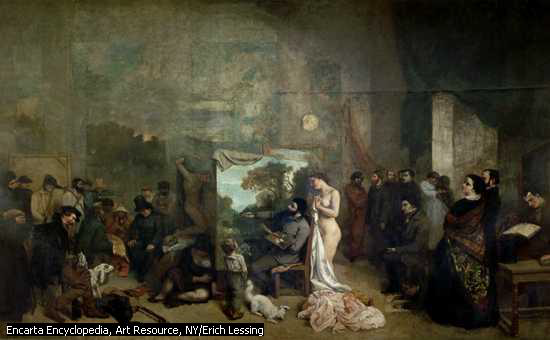 Encarta Encyclopedia, Art Resource, NY/Erich Lessing